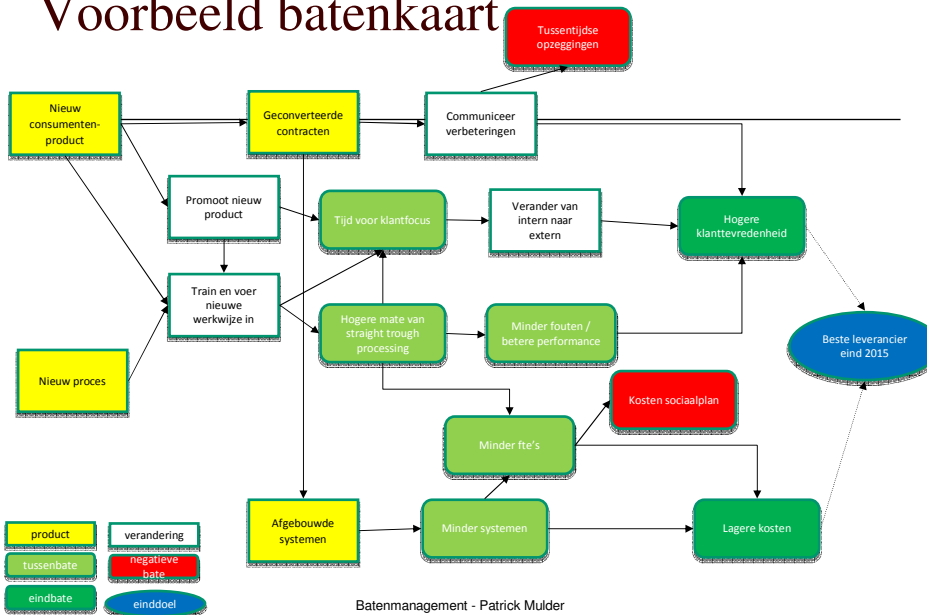 Voorbeeld batenkaart
Tussentijdse
opzeggingen
Nieuw
consumenten-
product
Geconverteerde
contracten
Communiceer
verbeteringen
Promoot nieuw
product
Tijd voor klantfocus
Verander van
intern naar
extern
Hogere
klanttevredenheid
Train en voer
nieuwe
werkwijze in
Hogere mate van
straight trough
processing
Minder fouten /
betere performance
Beste leverancier
eind 2015
Nieuw proces
Kosten sociaalplan
Minder fte's
Afgebouwde
systemen
Minder systemen
Lagere kosten
product
verandering
tussenbate
negatieve
bate
eindbate
einddoel
Batenmanagement - Patrick Mulder